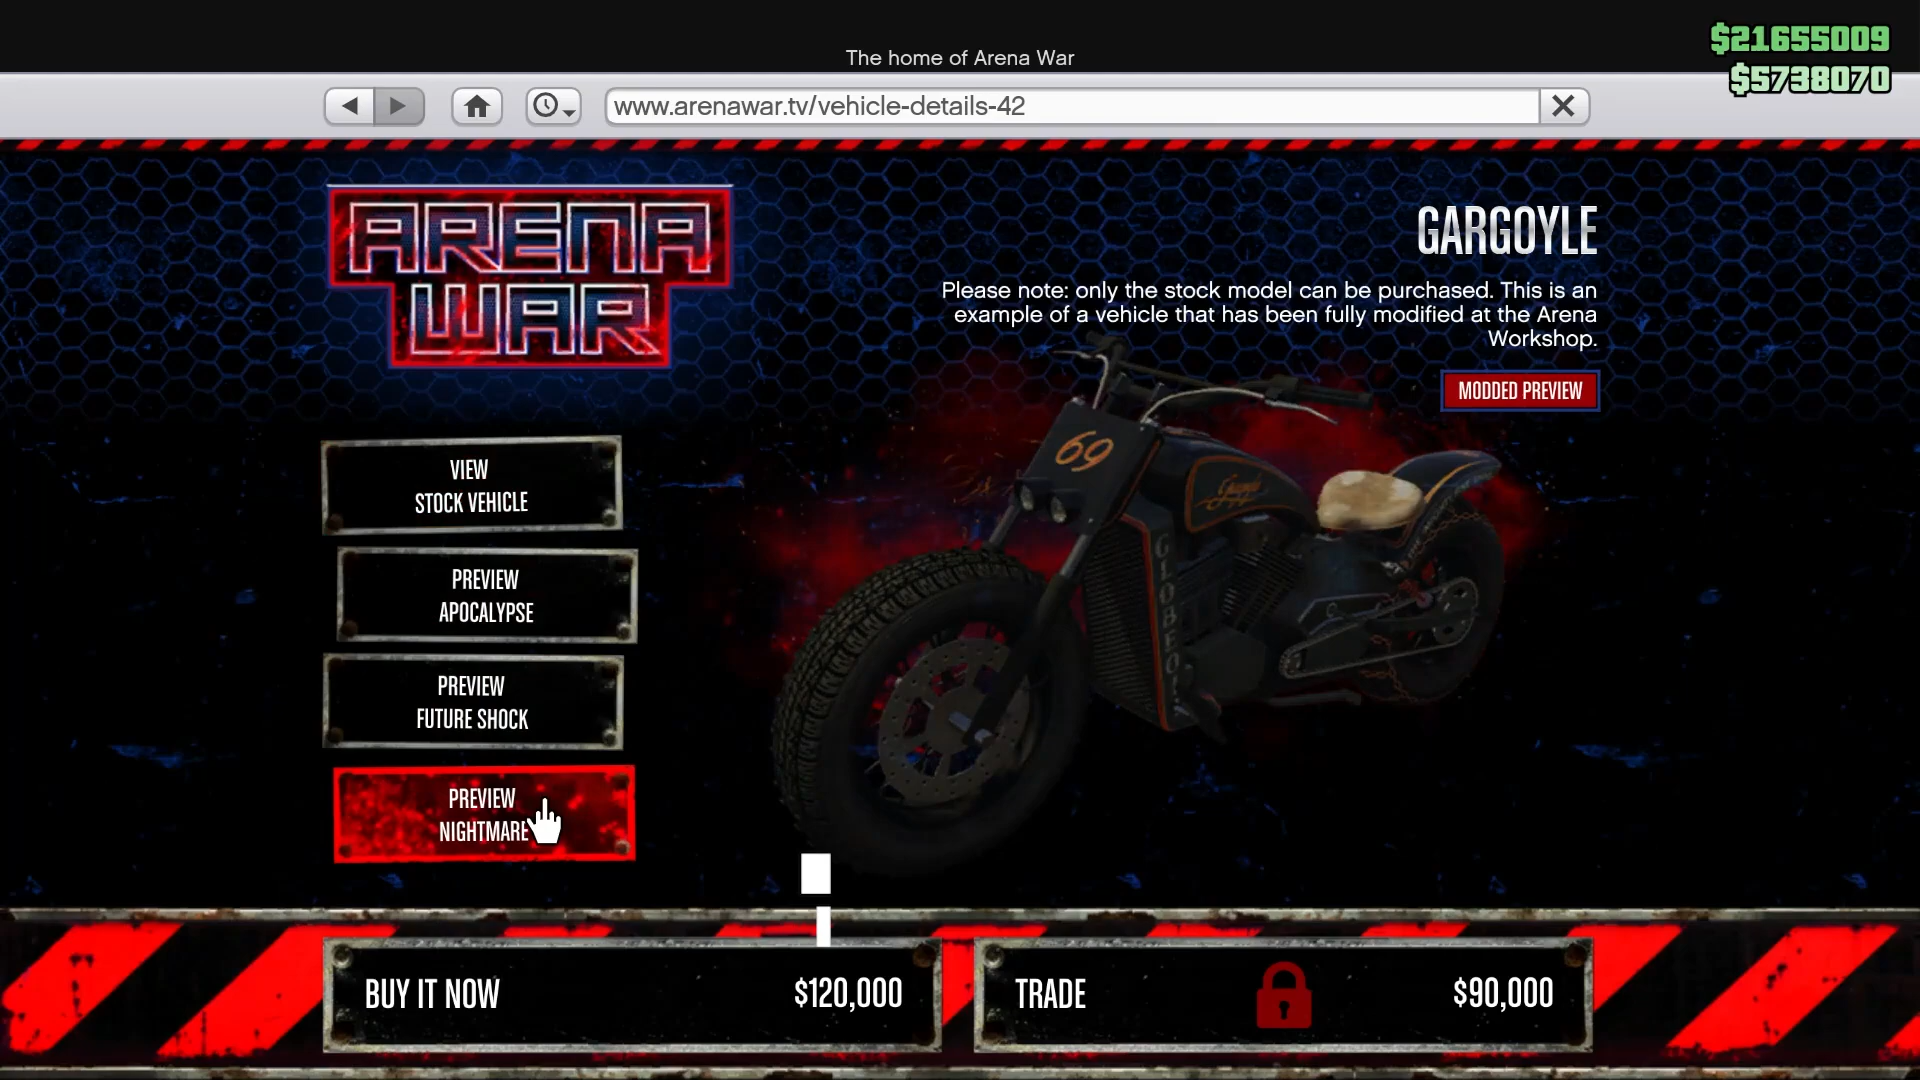 $21655009
The home of Arena War
$5738070
www.arenawar.tv/vehicle-details-42
ARENA
WAR
GARGOYLE
Please note: only the stock model can be purchased. This is an
example of a vehicle that has been fully modified at the Arena
Workshop.
MODDED PREVIEW
69
VIEW
STOCK VEHICLE
PREVIEW
APOCALYPSE
PREVIEW
FUTURE SHOCK
PREVIEW
NIGHTMARE
BUY IT NOW
$120,000
TRADE
$90,000